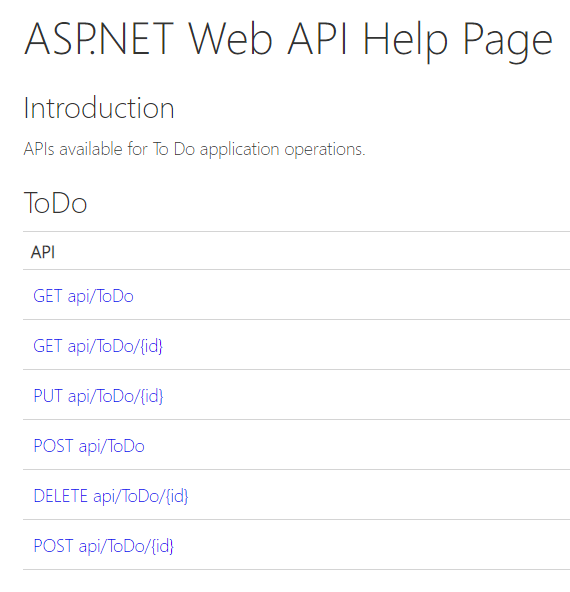 ASP.NET Web API Help Page
Introduction
APIs available for To Do application operations.
ToDo
API
GET api/ToDo
GET api/ToDo/{id}
PUT api/ToDo/{id}
POST api/ToDo
DELETE api/ToDo/{id}
POST api/ToDo/{id}